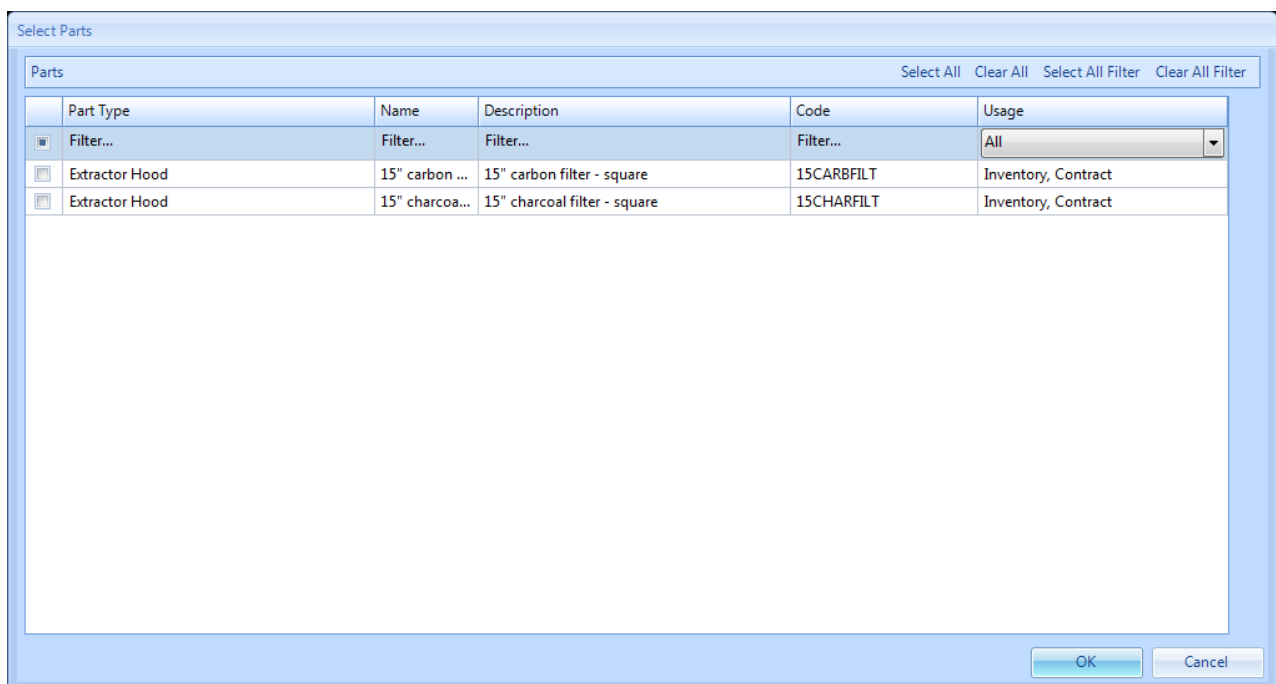 Select Parts
Parts Select All Clear All Select All Filter Clear All Filter
Part Type Name Description Code Usage
Filter... Filter... Filter... Filter... All
Extractor Hood 15" carbon ... 15" carbon filter - square 15CARBFILT Inventory, Contract
Extractor Hood 15" charcoa... 15" charcoal filter - square 15CHARFILT Inventory, Contract
OK Cancel